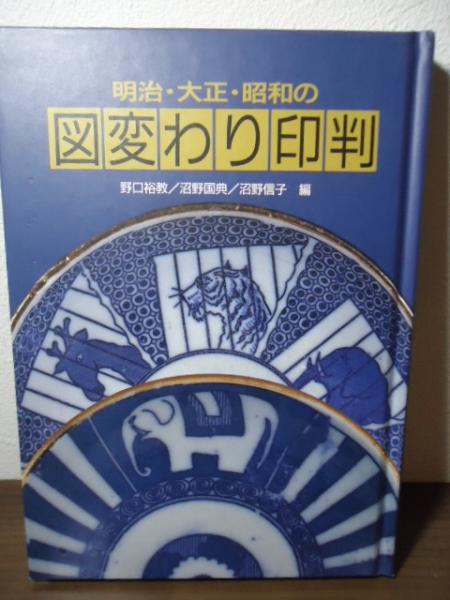 明治・大正・昭和の
図変わり印判
野口裕教／沼野国典／沼野信子 編